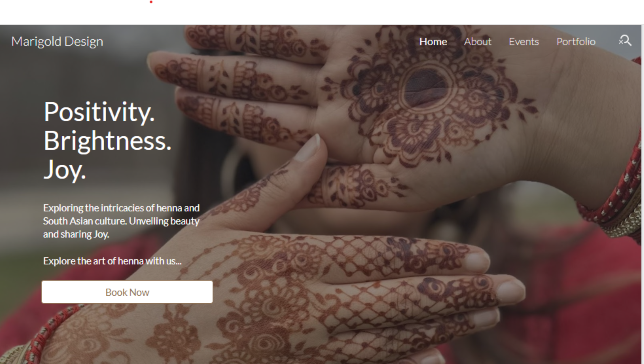 Marigold Design
Home About Events Portfolio
Positivity.
Brightness.
Joy.
Exploring the intricacies of henna and
South Asian culture. Unveiling beauty
and sharing Joy.
Explore the art of henna with us...
Book Now